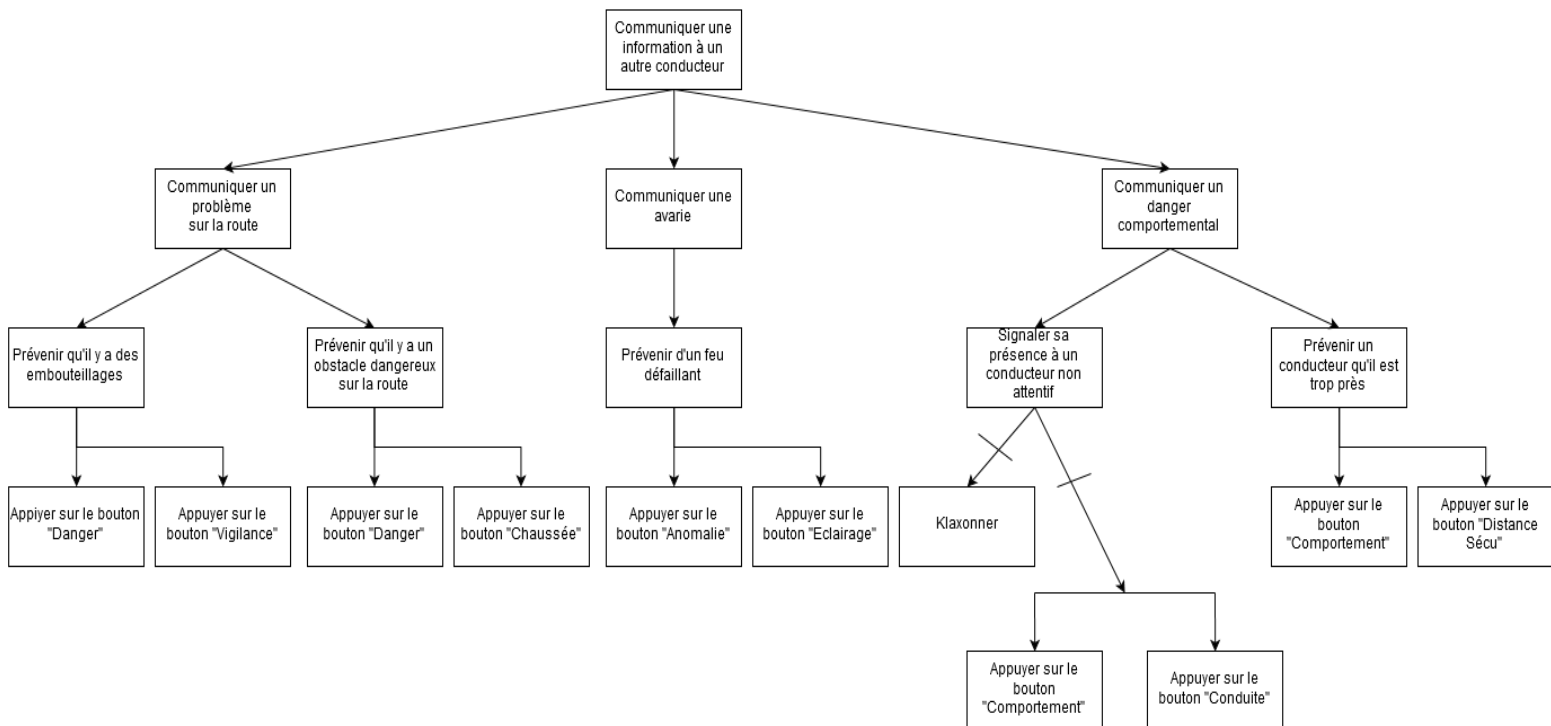 Communiquer une
information à un
autre conducteur
Communiquer un
problème
sur la route
Communiquer une
avarie
Communiquer un
danger
comportemental
Prévenir qu'il y a des
embouteillages
Prévenir qu'il y a un
obstacle dangereux
sur la route
Prévenir d'un feu
défaillant
Signaler sa
présence à un
conducteur non
attentif
Prévenir un
conducteur qu'il est
trop près
Appiyer sur le bouton
"Danger"
Appuyer sur le
bouton "Vigilance"
Appuyer sur le
bouton "Danger"
Appuyer sur le
bouton "Chaussée"
Appuyer sur le
bouton "Anomalie"
Appuyer sur le
bouton "Eclairage"
Klaxonner
Appuyer sur le
bouton
"Comportement"
Appuyer sur le
bouton "Distance
Sécu"
Appuyer sur le
bouton
"Comportement"
Appuyer sur le
bouton "Conduite"